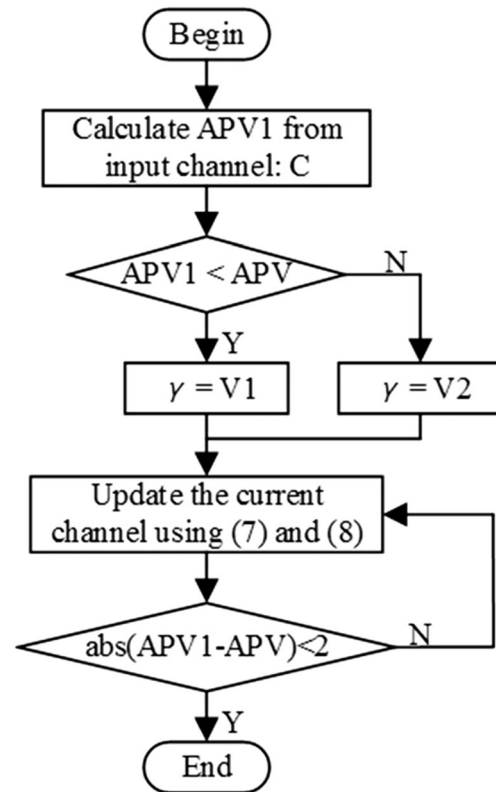 Begin
Calculate APV1 from
input channel: C
APV1 < APV
N
Y
γ = V1
γ = V2
Update the current
channel using (7) and (8)
abs(APV1-APV)<2
N
Y
End